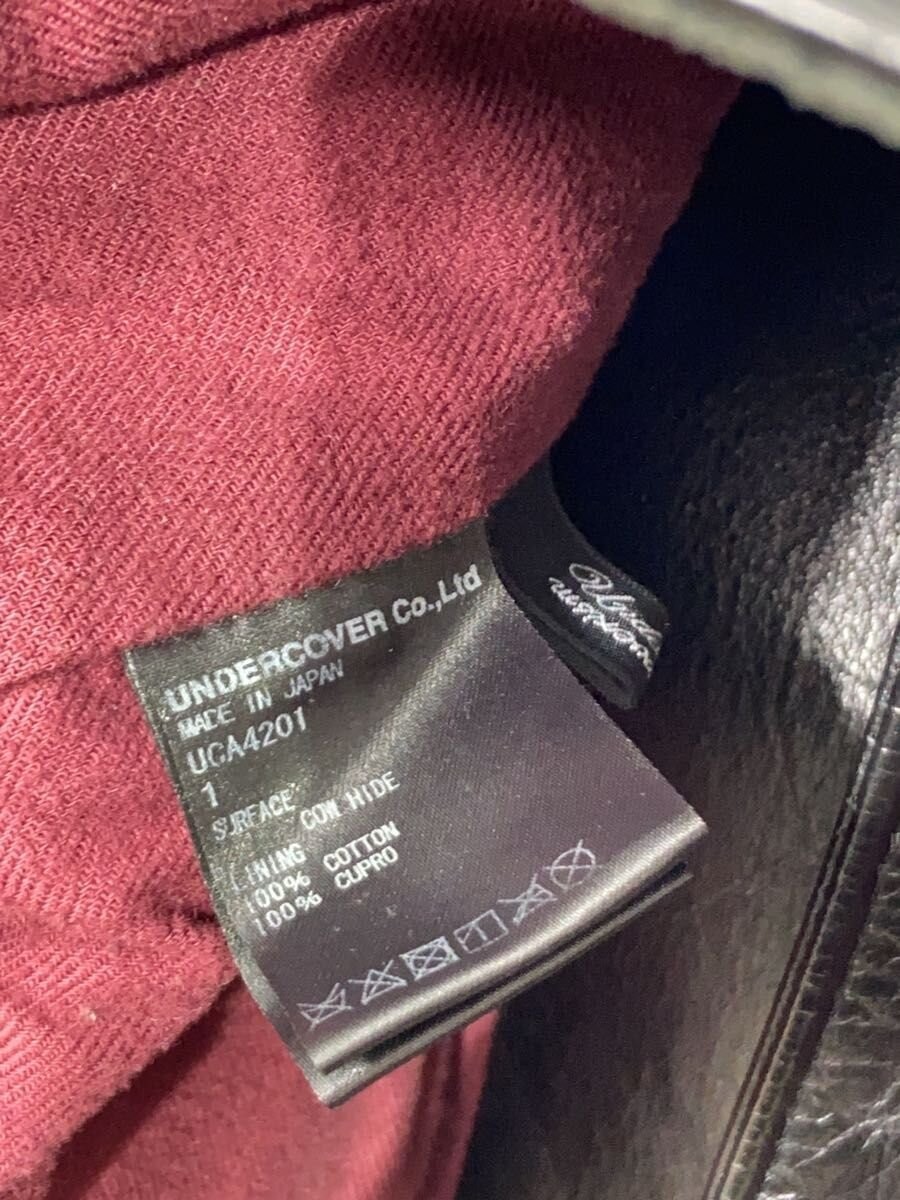 UNDERCOVER Co.,Ltd
MADE IN JAPAN
UCA4201
1
SURFACE
COW HIDE
LINING
100% COTTON
100% CUPRO